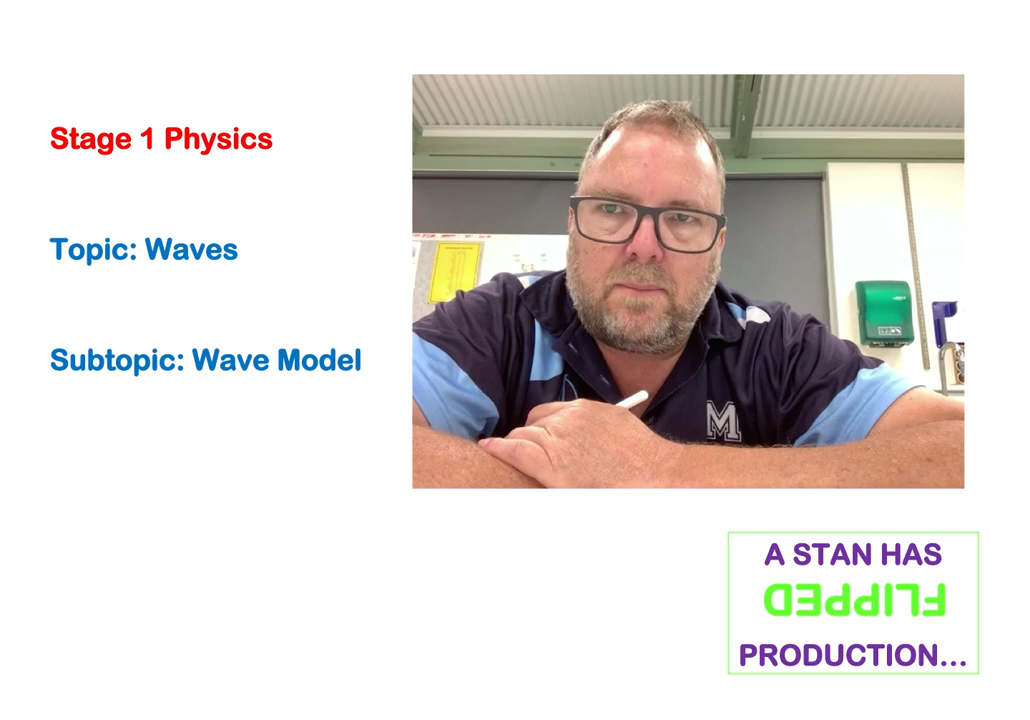 Stage 1 Physics
Topic: Waves
Subtopic: Wave Model
M
A STAN HAS
FLIPPED
PRODUCTION...